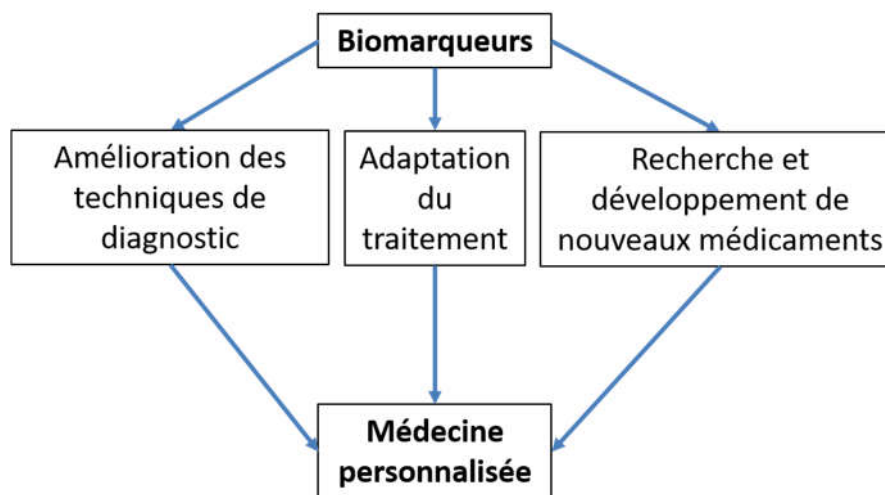 Biomarqueurs
Amélioration des
techniques de
diagnostic
Adaptation
du
traitement
Recherche et
développement de
nouveaux médicaments
Médecine
personnalisée